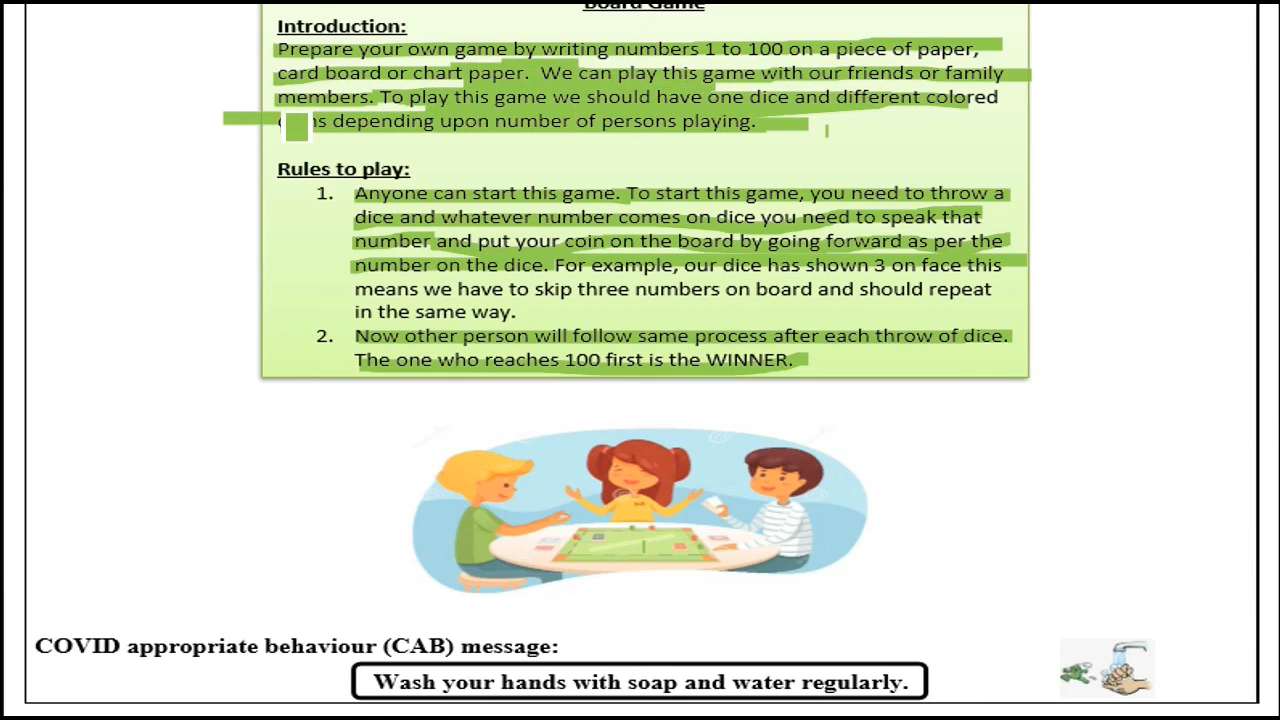 Board Game
Introduction:
Prepare your own game by writing numbers 1 to 100 on a piece of paper,
card board or chart paper. We can play this game with our friends or family
members. To play this game we should have one dice and different colored
depending upon number of persons playing.
Rules to play:
1. Anyone can start this game. To start this game, you need to throw a
dice and whatever number comes on dice you need to speak that
number and put your coin on the board by going forward as per the
number on the dice. For example, our dice has shown 3 on face this
means we have to skip three numbers on board and should repeat
in the same way.
2. Now other person will follow same process after each throw of dice.
The one who reaches 100 first is the WINNER.
COVID appropriate behaviour (CAB) message:
Wash your hands with soap and water regularly.